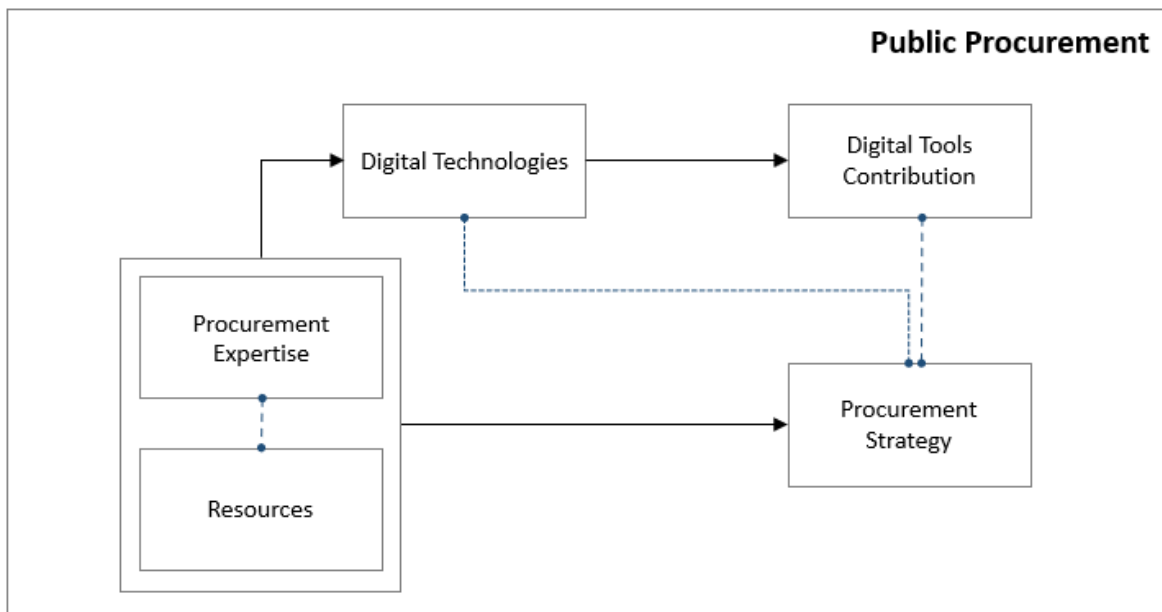 Public Procurement
Digital Technologies
Digital Tools
Contribution
Procurement
Expertise
Resources
Procurement
Strategy